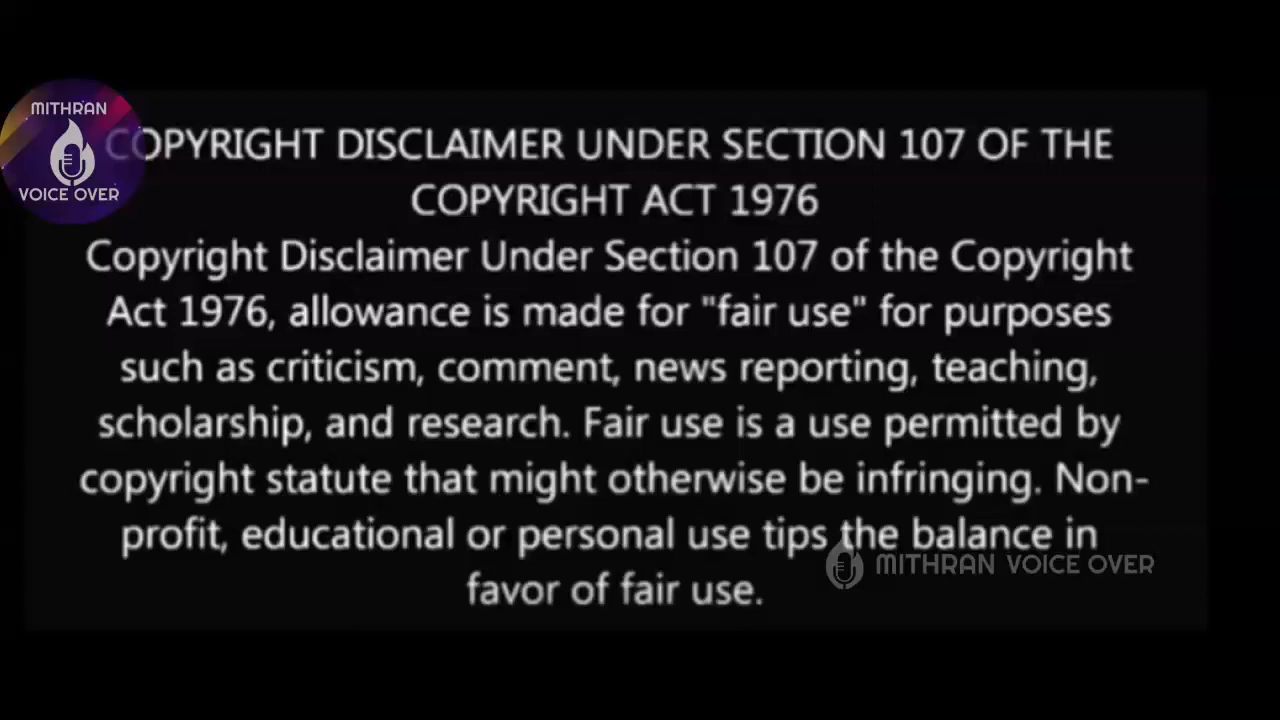 MITHRAN
VOICE OVER
COPYRIGHT DISCLAIMER UNDER SECTION 107 OF THE
COPYRIGHT ACT 1976
Copyright Disclaimer Under Section 107 of the Copyright
Act 1976, allowance is made for "fair use" for purposes
such as criticism, comment, news reporting, teaching,
scholarship, and research. Fair use is a use permitted by
copyright statute that might otherwise be infringing. Non-
profit, educational or personal use tips the balance in
favor of fair use.
MITHRAN VOICE OVER